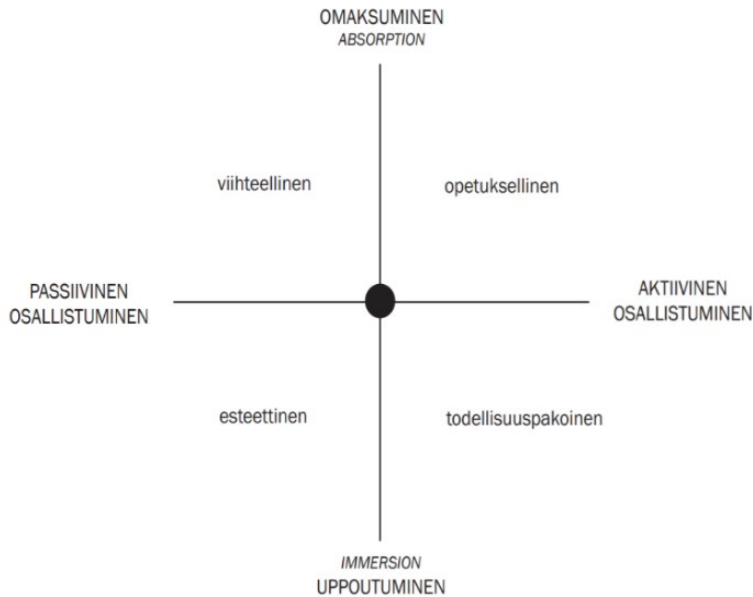 OMAKSUMINEN
ABSORPTION
viihteellinen
opetuksellinen
PASSIIVINEN
OSALLISTUMINEN
AKTIIVINEN
OSALLISTUMINEN
esteettinen
todellisuuspakoinen
IMMERSION
UPPOUTUMINEN